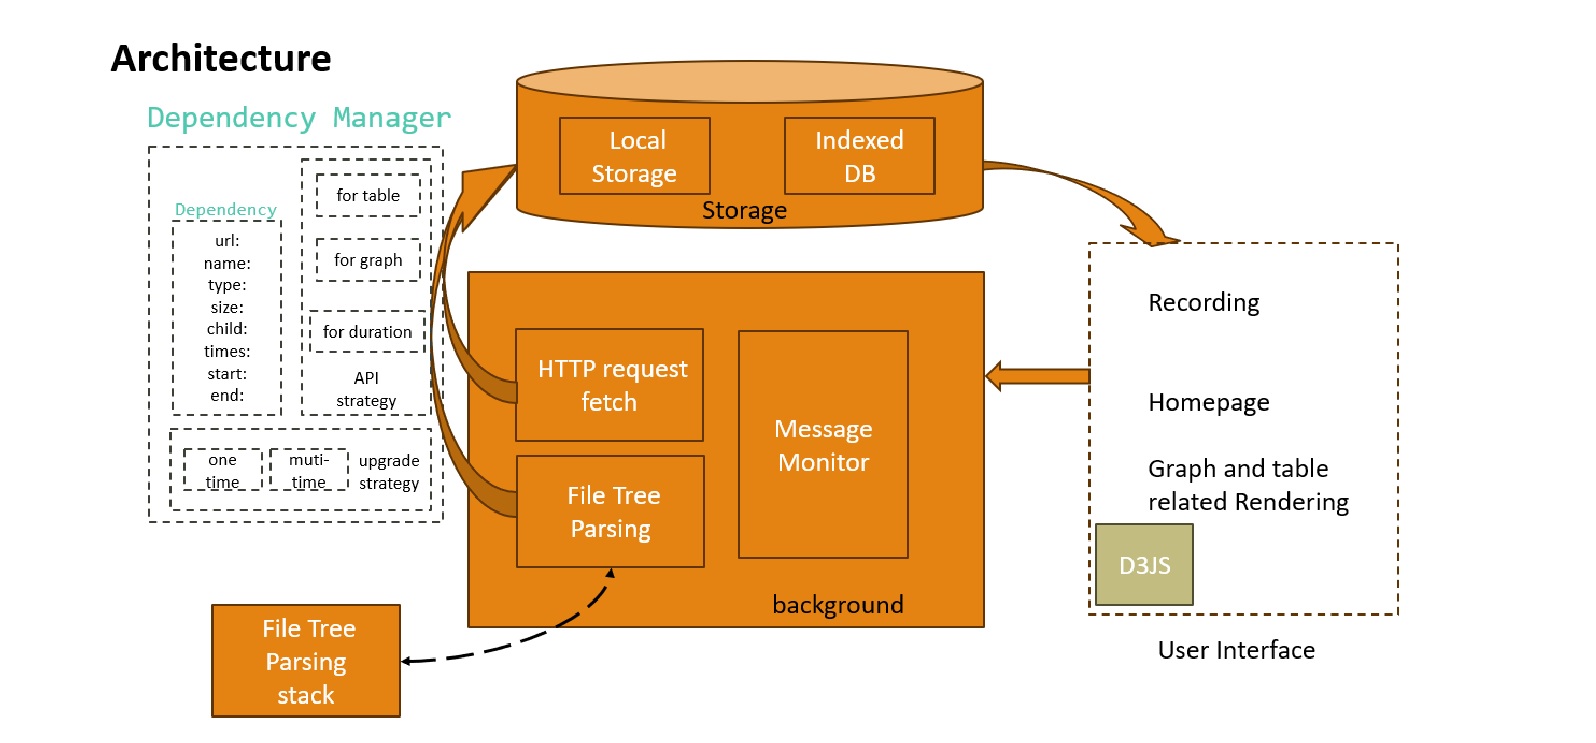 Architecture
Dependency Manager
Dependency
url:
name:
type:
size:
child:
times:
start:
end:
for table
for graph
for duration
API
strategy
one
time
muti-
time
upgrade
strategy
Local
Storage
Indexed
DB
Storage
HTTP request
fetch
File Tree
Parsing
Message
Monitor
background
File Tree
Parsing
stack
Recording
Homepage
Graph and table
related Rendering
D3JS
User Interface